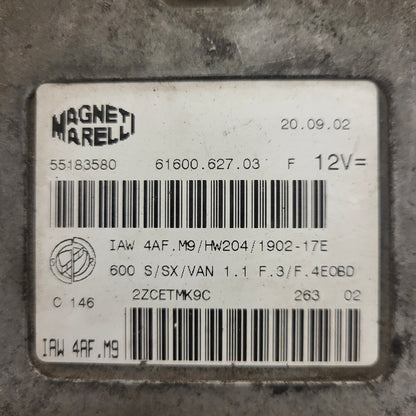 MAGNETI
MARELLI
20.09.02
55183580 61600.627.03 F 12V=
IAW 4AF.M9/HW204/1902-17E
600 S/SX/VAN 1.1 F.3/F.4EOBD
C 146 2ZCETMK9C 263 02
IAW 4AF.M9